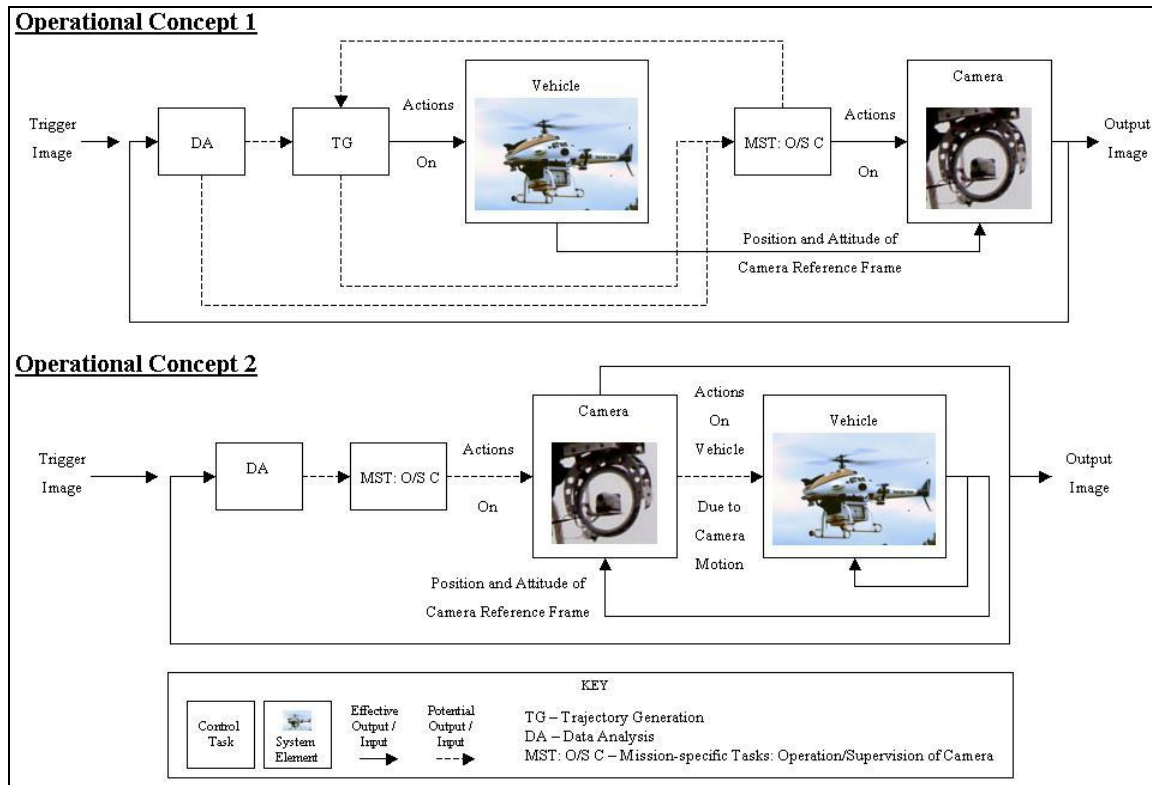 Operational Concept 1
Trigger
Image
DA
TG
Actions
On
Vehicle
MST: O/S C
Actions
On
Camera
Output
Image
Position and Attitude of
Camera Reference Frame
Operational Concept 2
Trigger
Image
DA
MST: O/S C
Actions
On
Camera
Actions
On
Vehicle
Due to
Camera
Motion
Vehicle
Output
Image
Position and Attitude of
Camera Reference Frame
KEY
Control
Task
System
Element
Effective
Output /
Input
Potential
Output /
Input
TG – Trajectory Generation
DA – Data Analysis
MST: O/S C – Mission-specific Tasks: Operation/Supervision of Camera